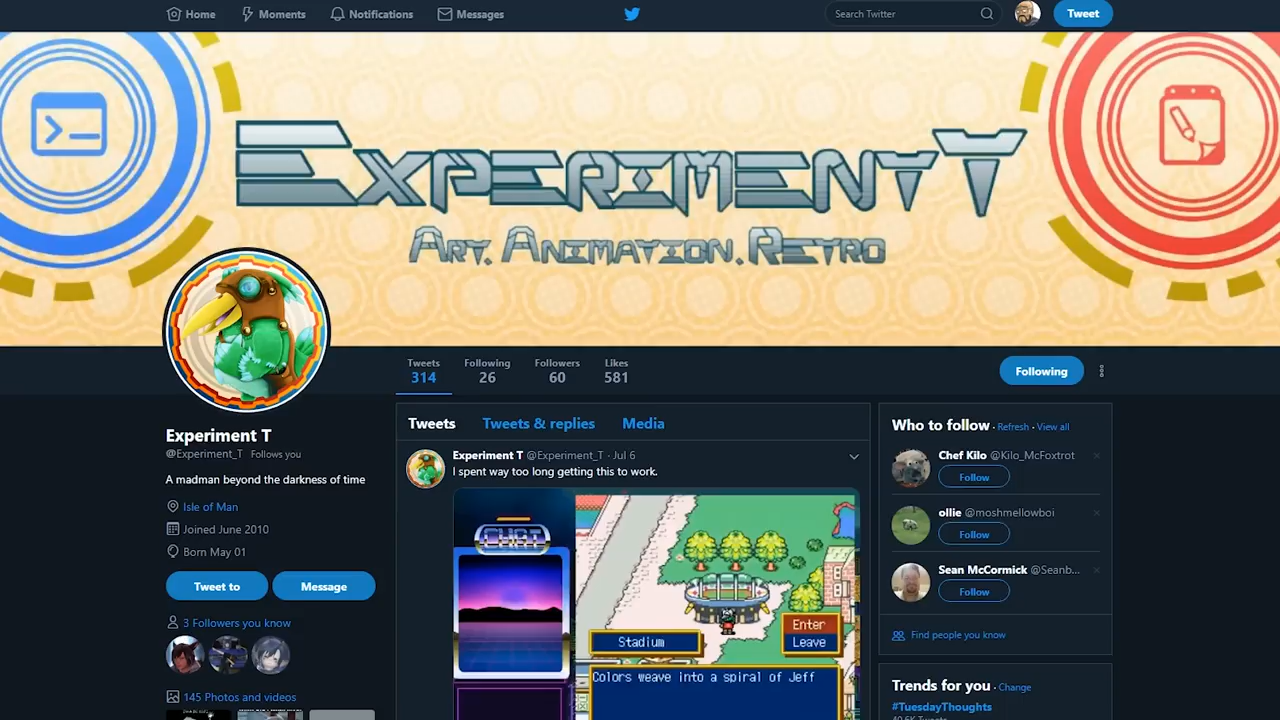 Home Moments Notifications Messages Search Twitter Tweet
EXPERIMENTT
ART. ANIMATION. RETRO
Tweets Following Followers Likes
314 26 60 581
Following
Experiment T
@Experiment_T Follows you
A madman beyond the darkness of time
Isle of Man
Joined June 2010
Born May 01
Tweet to Message
3 Followers you know
145 Photos and videos
Tweets Tweets & replies Media
Experiment T @Experiment_T · Jul 6
I spent way too long getting this to work.
CHAT
Stadium
Enter
Leave
Colors weave into a spiral of Jeff
Who to follow · Refresh · View all
Chef Kilo @Kilo_McFoxtrot
Follow
ollie @moshmellowboi
Follow
Sean McCormick @Seanb...
Follow
Find people you know
Trends for you · Change
#TuesdayThoughts
40.6K Tweets